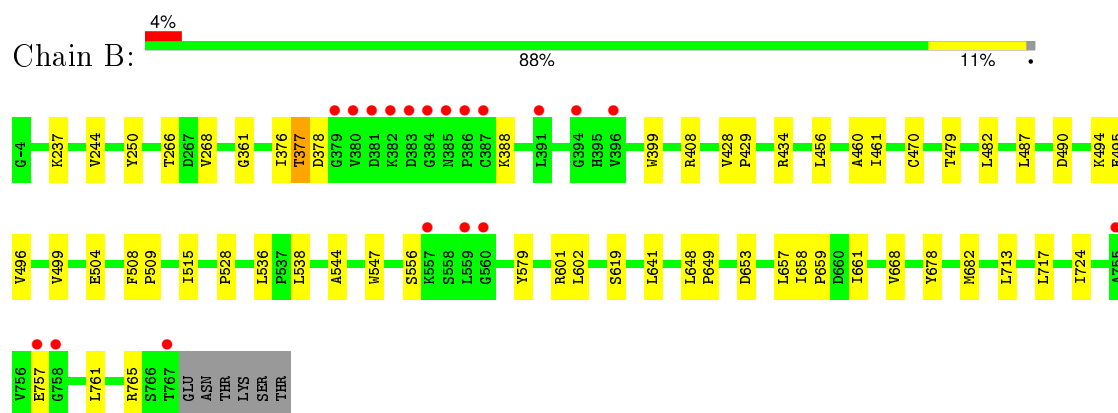 4%
Chain B:
88% 11% •
G-4 K237 V244 Y250 T266 D267 V268 G361 I376 T377 D378 G379 V380 D381 K382 D383 G384 N385 P386 C387 K388 L391 G394 H395 V396 W399 R408 V428 P429 R434 L456 A460 I461 C470 T479 L482 L487 D490 K494 E495
V496 V499 E504 F508 P509 I515 P528 L536 P537 L538 A544 W547 S556 K557 S558 L559 G560 Y579 R601 L602 S619 L641 L648 P649 D653 L657 I658 P659 D660 I661 V668 Y678 M682 L713 L717 I724 A755
V756 E757 G758 L761 R765 S766 T767 GLU ASN THR LYS SER THR